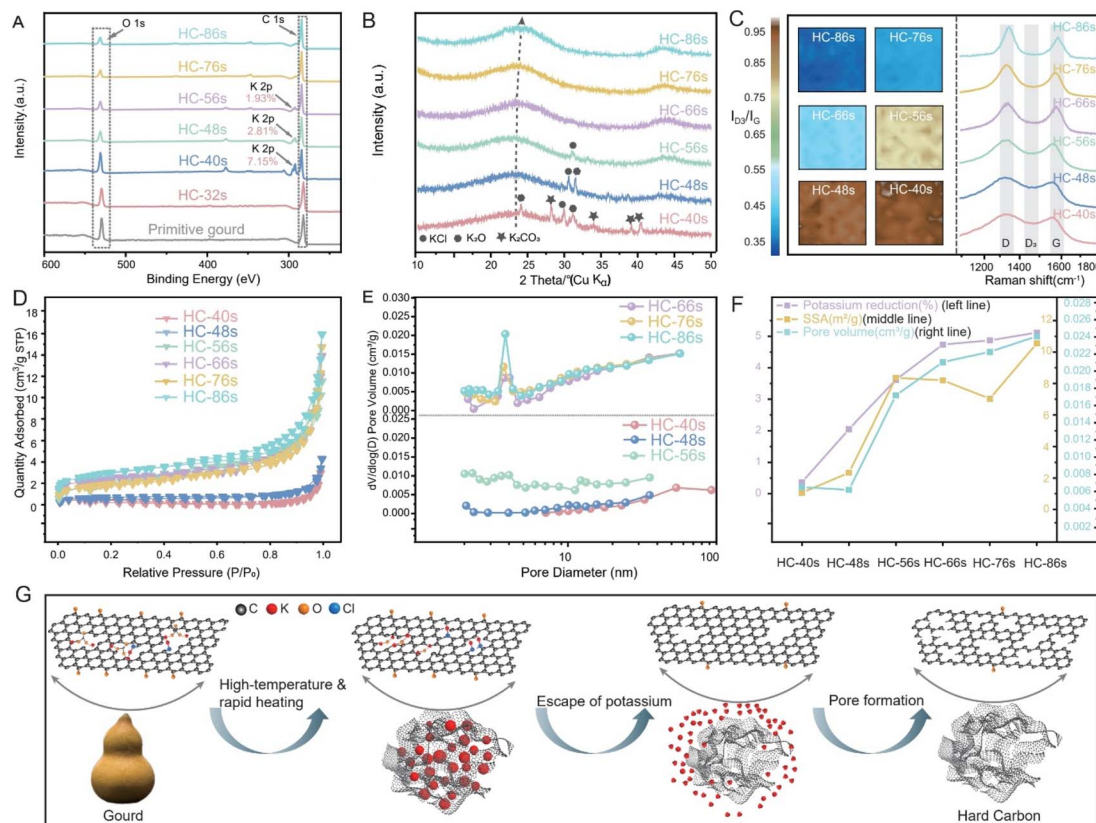 A
O 1s
C 1s
HC-86s
HC-76s
K 2p
1.93%
HC-56s
K 2p
2.81%
HC-48s
K 2p
7.15%
HC-40s
HC-32s
Primitive gourd
Intensity (a.u.)
600 500 400 300
Binding Energy (eV)
B
HC-86s
HC-76s
HC-66s
HC-56s
HC-48s
HC-40s
KCl K₂O K₂CO₃
Intensity (a.u.)
10 15 20 25 30 35 40 45 50
2 Theta/°(Cu Kα)
C
0.95
0.85
0.75
0.65
0.55
0.45
0.35
I_D3/I_G
HC-86s HC-76s
HC-66s HC-56s
HC-48s HC-40s
HC-86s
HC-76s
HC-66s
HC-56s
HC-48s
HC-40s
D D₃ G
1200 1400 1600 1800
Raman shift(cm⁻¹)
D
HC-40s
HC-48s
HC-56s
HC-66s
HC-76s
HC-86s
Quantity Adsorbed (cm³/g STP)
18
16
14
12
10
8
6
4
2
0
0.0 0.2 0.4 0.6 0.8 1.0
Relative Pressure (P/P₀)
E
HC-66s
HC-76s
HC-86s
HC-40s
HC-48s
HC-56s
dV/dlog(D) Pore Volume (cm³/g)
0.030
0.025
0.020
0.015
0.010
0.005
0.000
0.025
0.020
0.015
0.010
0.005
0.000
10 100
Pore Diameter (nm)
F
Potassium reduction(%) (left line)
SSA(m²/g) (middle line)
Pore volume(cm³/g)(right line)
5
4
3
2
1
0
12
10
8
6
4
2
0
0.028
0.026
0.024
0.022
0.020
0.018
0.016
0.014
0.012
0.010
0.008
0.006
0.004
0.002
HC-40s HC-48s HC-56s HC-66s HC-76s HC-86s
G
C K O Cl
High-temperature &
rapid heating
Escape of potassium
Pore formation
Gourd
Hard Carbon